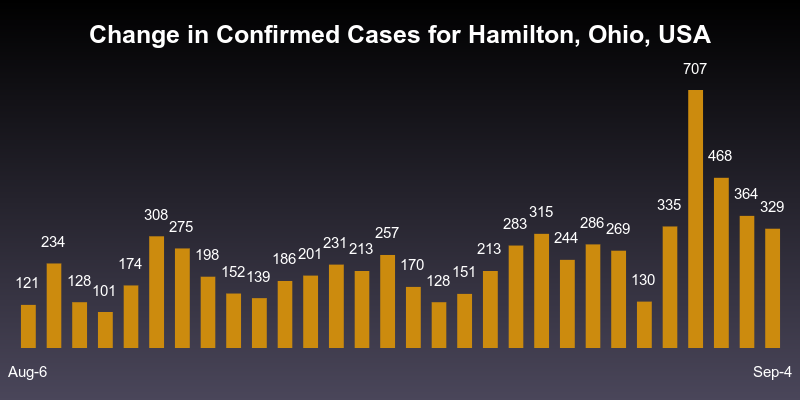 Change in Confirmed Cases for Hamilton, Ohio, USA
121 234 128 101 174 308 275 198 152 139 186 201 231 213 257 170 128 151 213 283 315 244 286 269 130 335 707 468 364 329
Aug-6 Sep-4